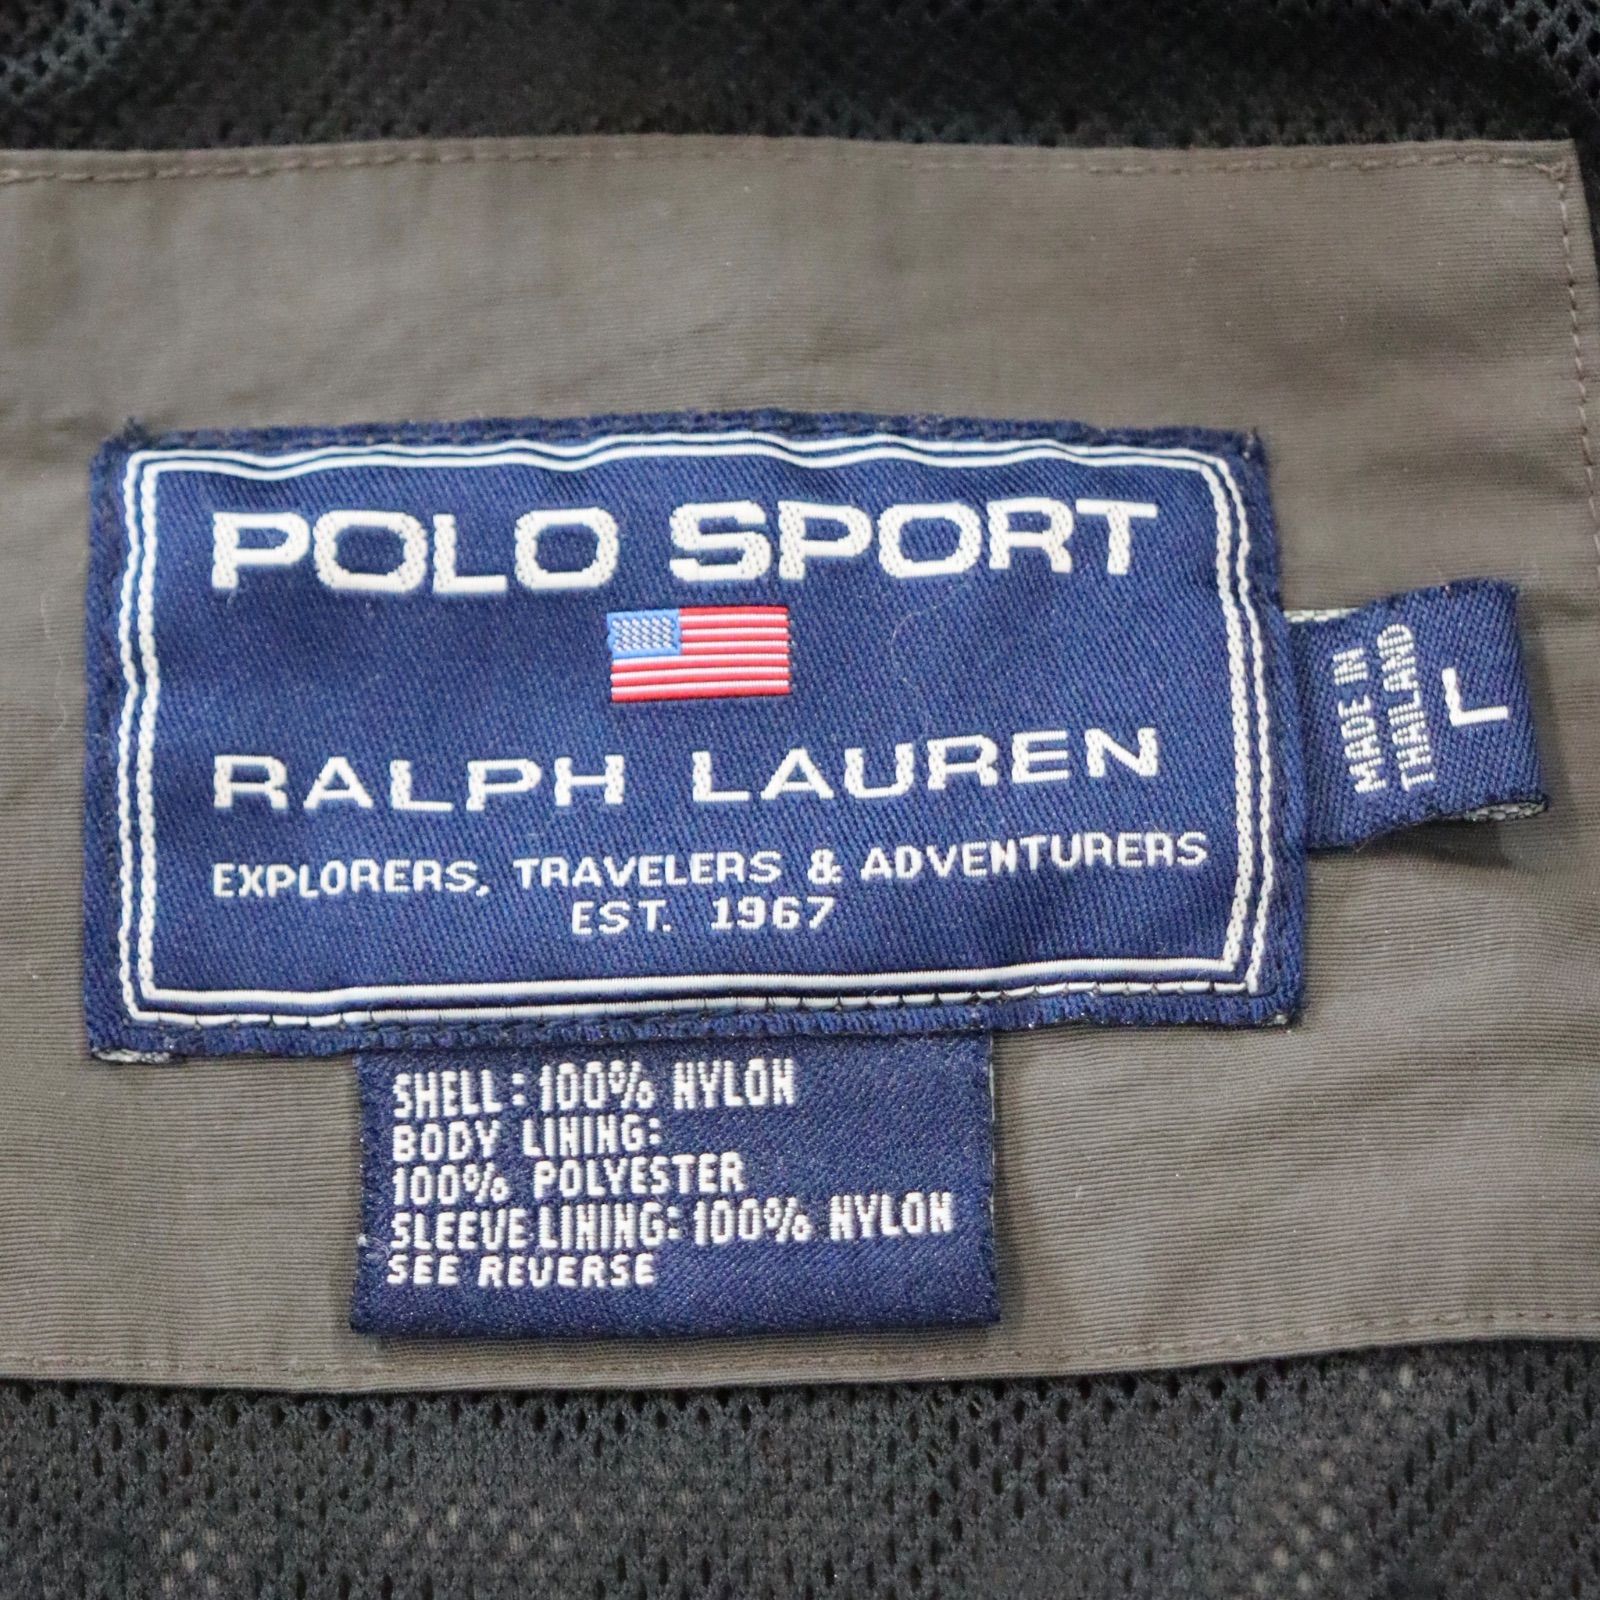 POLO SPORT
RALPH LAUREN
EXPLORERS, TRAVELERS & ADVENTURERS
EST. 1967
MADE IN
THAILAND
L
SHELL: 100% NYLON
BODY LINING:
100% POLYESTER
SLEEVE LINING: 100% NYLON
SEE REVERSE